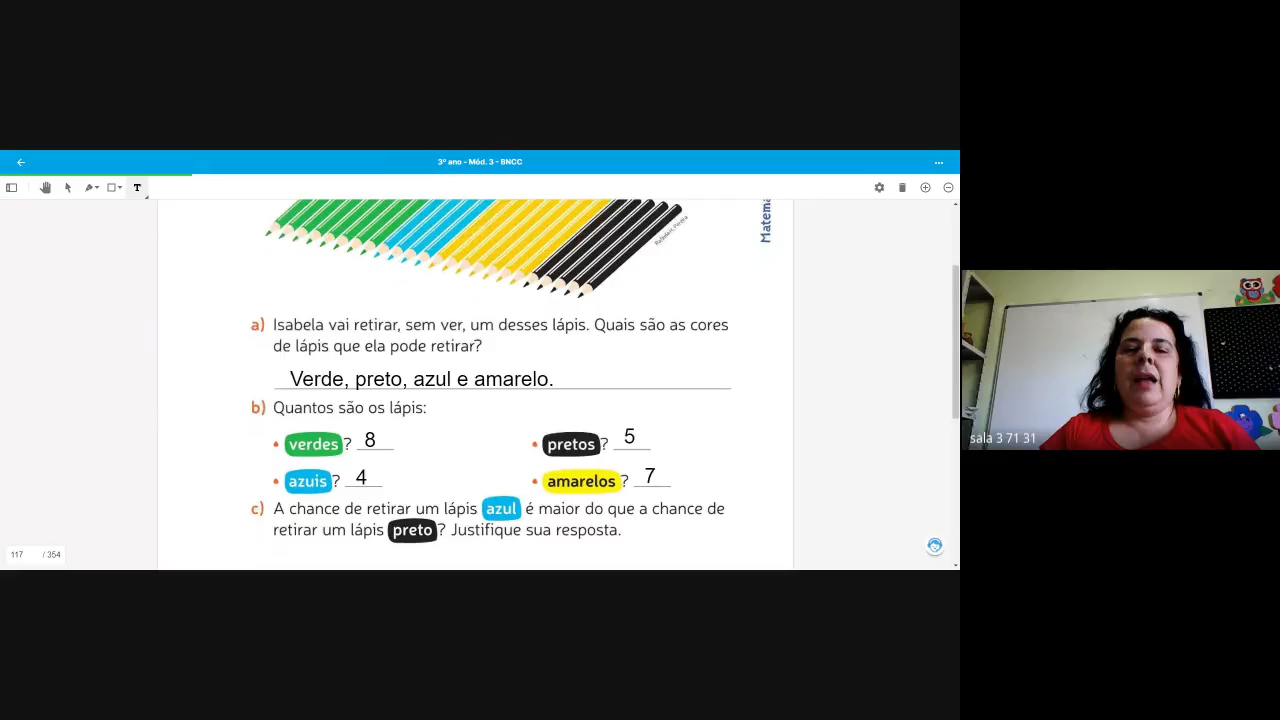 3º ano - Mód. 3 - BNCC
T
Matemá
Rafaela H. Pereira
a) Isabela vai retirar, sem ver, um desses lápis. Quais são as cores
de lápis que ela pode retirar?
Verde, preto, azul e amarelo.
b) Quantos são os lápis:
• verdes? 8
• pretos? 5
• azuis? 4
• amarelos? 7
c) A chance de retirar um lápis azul é maior do que a chance de
retirar um lápis preto? Justifique sua resposta.
117 / 354
sala 3 71 31